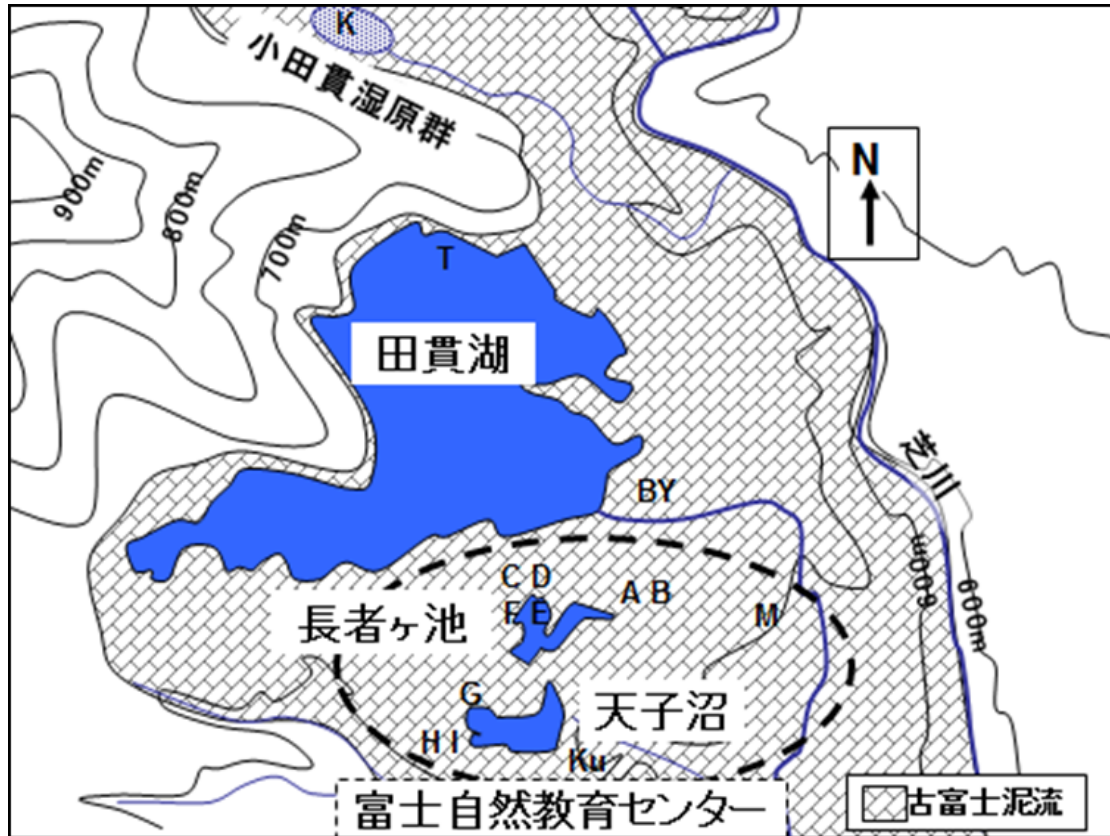 K
小田貫湿原群
N
900m
800m
700m
T
田貫湖
芝川
BY
C D
A B
F E
M
長者ヶ池
600m
600m
G
天子沼
H I
Ku
富士自然教育センター
古富士泥流